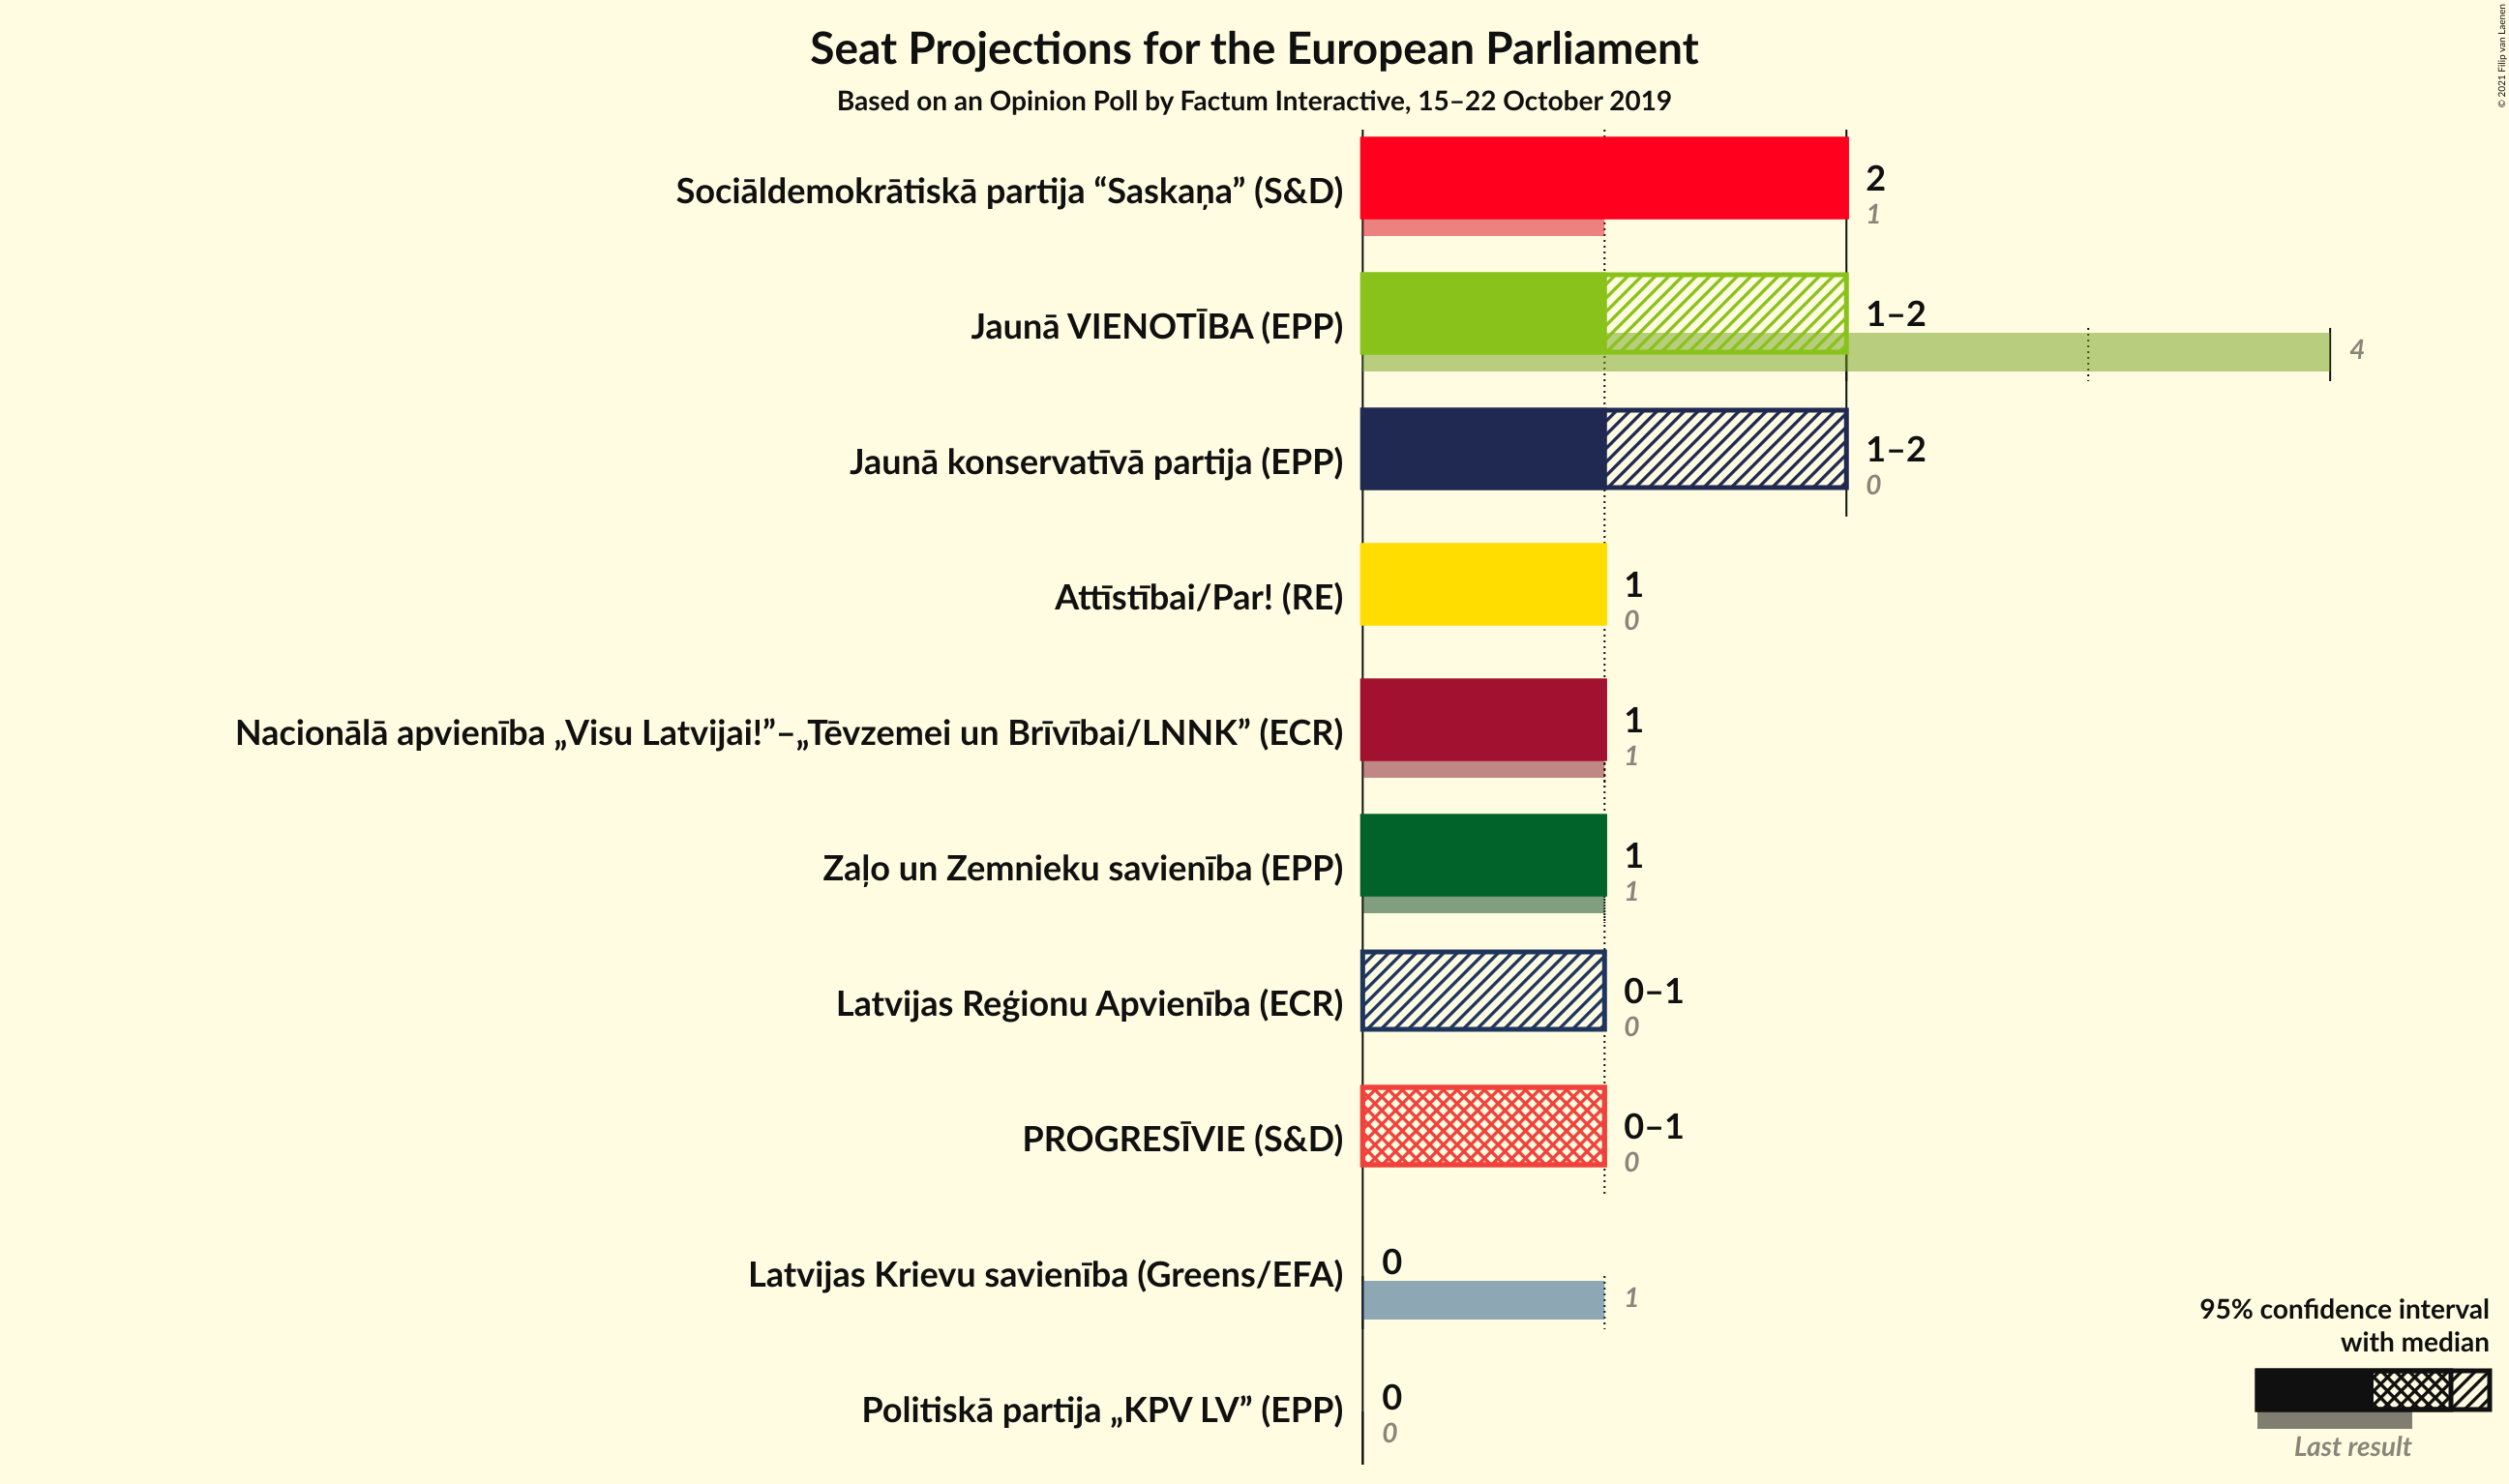 Seat Projections for the European Parliament
Based on an Opinion Poll by Factum Interactive, 15–22 October 2019
© 2021 Filip van Laenen
Sociāldemokrātiskā partija “Saskaņa” (S&D)
2
1
Jaunā VIENOTĪBA (EPP)
1–2
4
Jaunā konservatīvā partija (EPP)
1–2
0
Attīstībai/Par! (RE)
1
0
Nacionālā apvienība „Visu Latvijai!”–„Tēvzemei un Brīvībai/LNNK” (ECR)
1
1
Zaļo un Zemnieku savienība (EPP)
1
1
Latvijas Reģionu Apvienība (ECR)
0–1
0
PROGRESĪVIE (S&D)
0–1
0
Latvijas Krievu savienība (Greens/EFA)
0
1
Politiskā partija „KPV LV” (EPP)
0
0
95% confidence interval
with median
Last result